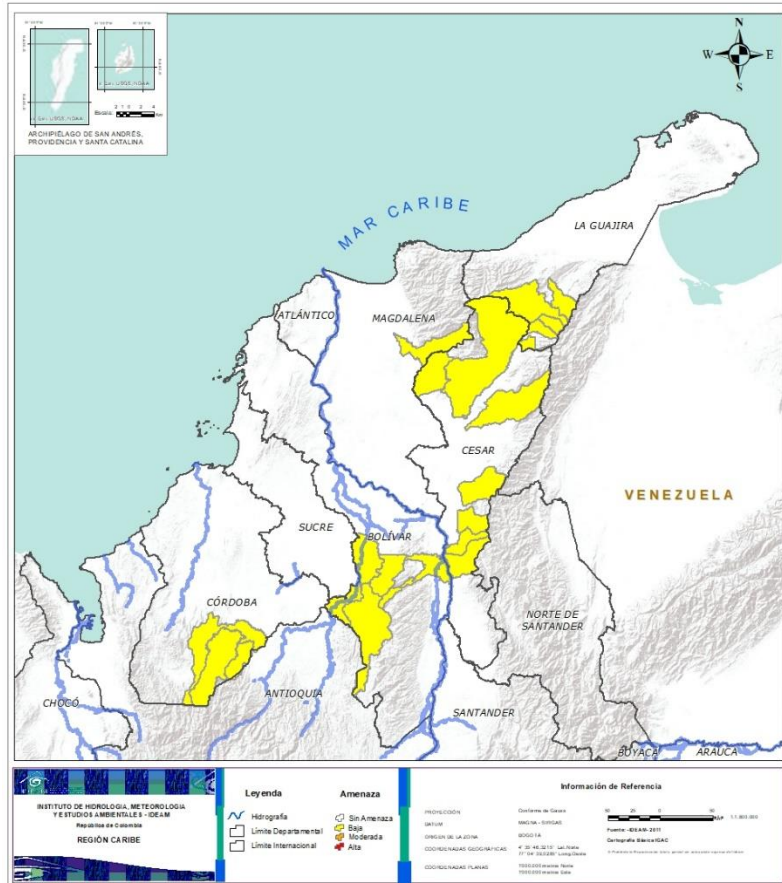 ARCHIPIÉLAGO DE SAN ANDRÉS,
PROVIDENCIA Y SANTA CATALINA
N
W
E
S
MAR CARIBE
LA GUAJIRA
ATLÁNTICO
MAGDALENA
CESAR
VENEZUELA
SUCRE
BOLÍVAR
CÓRDOBA
NORTE DE
SANTANDER
ANTIOQUIA
CHOCÓ
SANTANDER
BOYACÁ
ARAUCA
INSTITUTO DE HIDROLOGIA, METEOROLOGIA
Y ESTUDIOS AMBIENTALES - IDEAM
República de Colombia
REGIÓN CARIBE
Leyenda
Hidrografía
Límite Departamental
Límite Internacional
Amenaza
Sin Amenaza
Baja
Moderada
Alta
Información de Referencia
PROYECCIÓN
DATUM
MAGNA - SIRGAS
ORIGEN DE LA ZONA
BOGOTÁ
COORDENADAS GEOGRÁFICAS
COORDENADAS PLANAS
Fuente: IDEAM- 2011
Cartografía Básica IGAC